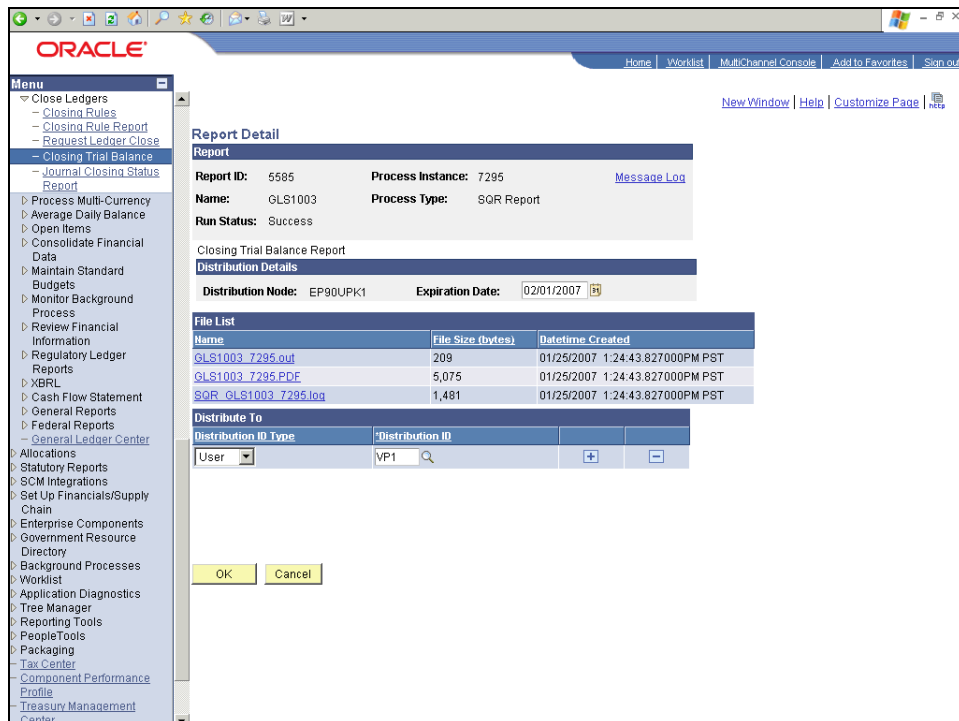 ORACLE
Home | Worklist | MultiChannel Console | Add to Favorites | Sign out
Menu
Close Ledgers
Closing Rules
Closing Rule Report
Request Ledger Close
Closing Trial Balance
Journal Closing Status
Report
Process Multi-Currency
Average Daily Balance
Open Items
Consolidate Financial
Data
Maintain Standard
Budgets
Monitor Background
Process
Review Financial
Information
Regulatory Ledger
Reports
XBRL
Cash Flow Statement
General Reports
Federal Reports
General Ledger Center
Allocations
Statutory Reports
SCM Integrations
Set Up Financials/Supply
Chain
Enterprise Components
Government Resource
Directory
Background Processes
Worklist
Application Diagnostics
Tree Manager
Reporting Tools
PeopleTools
Packaging
Tax Center
Component Performance
Profile
Treasury Management
Center
New Window | Help | Customize Page | http
Report Detail
Report
Report ID: 5585 Process Instance: 7295 Message Log
Name: GLS1003 Process Type: SQR Report
Run Status: Success
Closing Trial Balance Report
Distribution Details
Distribution Node: EP90UPK1 Expiration Date: 02/01/2007
File List
Name File Size (bytes) Datetime Created
GLS1003_7295.out 209 01/25/2007 1:24:43.827000PM PST
GLS1003_7295.PDF 5,075 01/25/2007 1:24:43.827000PM PST
SQR_GLS1003_7295.log 1,481 01/25/2007 1:24:43.827000PM PST
Distribute To
Distribution ID Type *Distribution ID
User VP1
OK Cancel